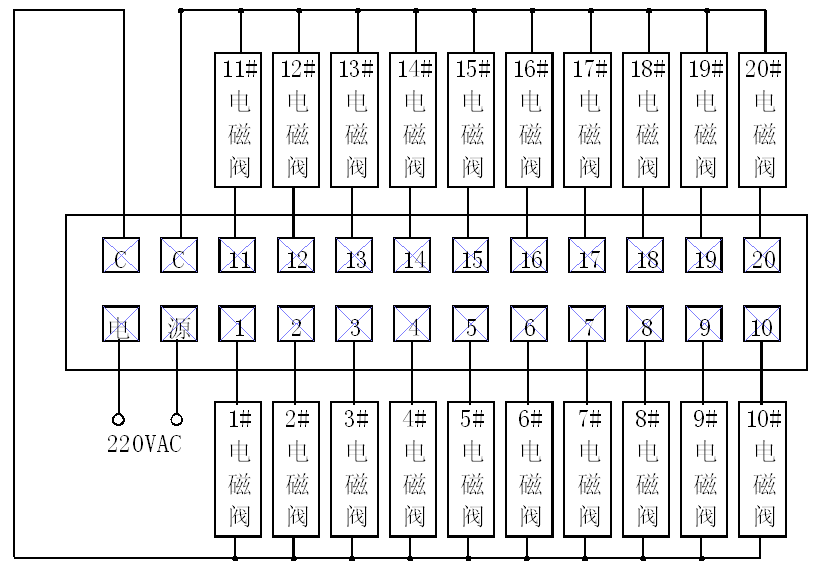 11# 12# 13# 14# 15# 16# 17# 18# 19# 20#
电 电 电 电 电 电 电 电 电 电
磁 磁 磁 磁 磁 磁 磁 磁 磁 磁
阀 阀 阀 阀 阀 阀 阀 阀 阀 阀
C C 11 12 13 14 15 16 17 18 19 20
电 源 1 2 3 4 5 6 7 8 9 10
1# 2# 3# 4# 5# 6# 7# 8# 9# 10#
220VAC 电 电 电 电 电 电 电 电 电 电
磁 磁 磁 磁 磁 磁 磁 磁 磁 磁
阀 阀 阀 阀 阀 阀 阀 阀 阀 阀